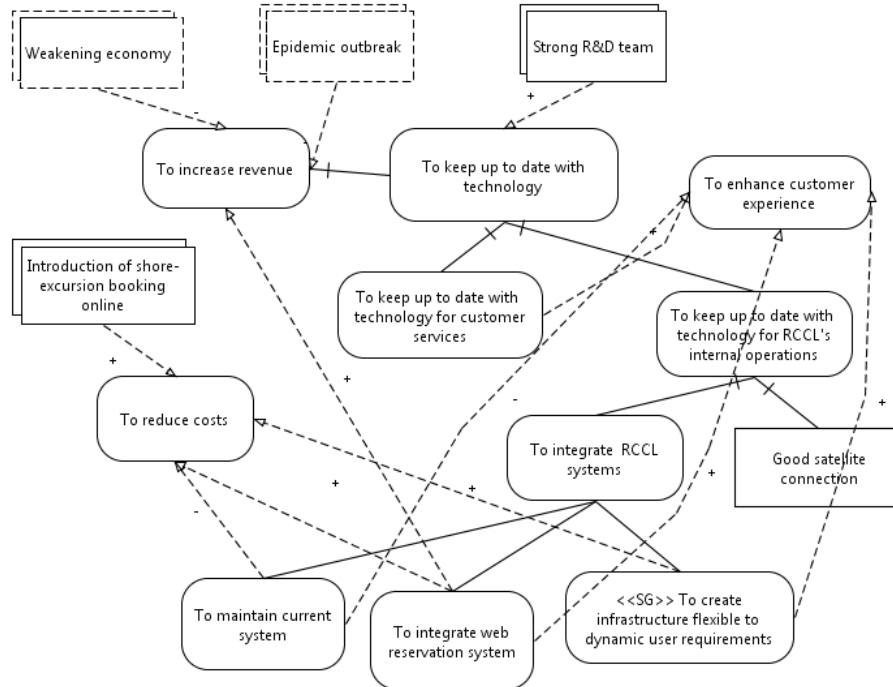 Weakening economy
Epidemic outbreak
Strong R&D team
-
+
-
To increase revenue
To keep up to date with
technology
To enhance customer
experience
+
Introduction of shore-
excursion booking
online
To keep up to date with
technology for customer
services
To keep up to date with
technology for RCCL's
internal operations
+
+
To reduce costs
-
+
To integrate RCCL
systems
Good satellite
connection
+
+
+
-
To maintain current
system
To integrate web
reservation system
<<SG>> To create
infrastructure flexible to
dynamic user requirements